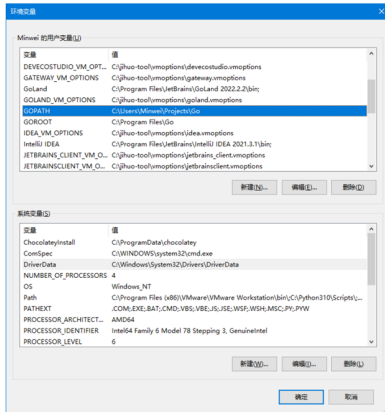 环境变量
Minwei 的用户变量(U)
变量 值
DEVECOSTUDIO_VM_OPT... C:\jihuo-tool\vmoptions\devecostudio.vmoptions
GATEWAY_VM_OPTIONS C:\jihuo-tool\vmoptions\gateway.vmoptions
GoLand C:\Program Files\JetBrains\GoLand 2022.2.2\bin;
GOLAND_VM_OPTIONS C:\jihuo-tool\vmoptions\goland.vmoptions
GOPATH C:\Users\Minwei\Projects\Go
GOROOT C:\Program Files\Go
IDEA_VM_OPTIONS C:\jihuo-tool\vmoptions\idea.vmoptions
IntelliJ IDEA C:\Program Files\JetBrains\IntelliJ IDEA 2021.3.1\bin;
JETBRAINS_CLIENT_VM_O... C:\jihuo-tool\vmoptions\jetbrains_client.vmoptions
JETBRAINSCLIENT_VM_O... C:\jihuo-tool\vmoptions\jetbrainsclient.vmoptions
新建(N)... 编辑(E)... 删除(D)
系统变量(S)
变量 值
ChocolateyInstall C:\ProgramData\chocolatey
ComSpec C:\WINDOWS\system32\cmd.exe
DriverData C:\Windows\System32\Drivers\DriverData
NUMBER_OF_PROCESSORS 4
OS Windows_NT
Path C:\Program Files (x86)\VMware\VMware Workstation\bin\;C:\Python310\Scripts\;...
PATHEXT .COM;.EXE;.BAT;.CMD;.VBS;.VBE;.JS;.JSE;.WSF;.WSH;.MSC;.PY;.PYW
PROCESSOR_ARCHITECT... AMD64
PROCESSOR_IDENTIFIER Intel64 Family 6 Model 78 Stepping 3, GenuineIntel
PROCESSOR_LEVEL 6
新建(W)... 编辑(I)... 删除(L)
确定 取消